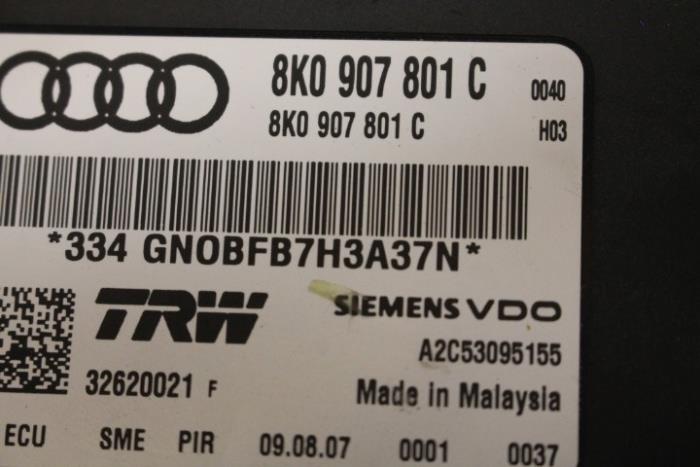 8K0 907 801 C 0040
8K0 907 801 C H03
*334 GN0BFB7H3A37N*
TRW SIEMENS VDO
A2C53095155
32620021 F Made in Malaysia
ECU SME PIR 09.08.07 0001 0037